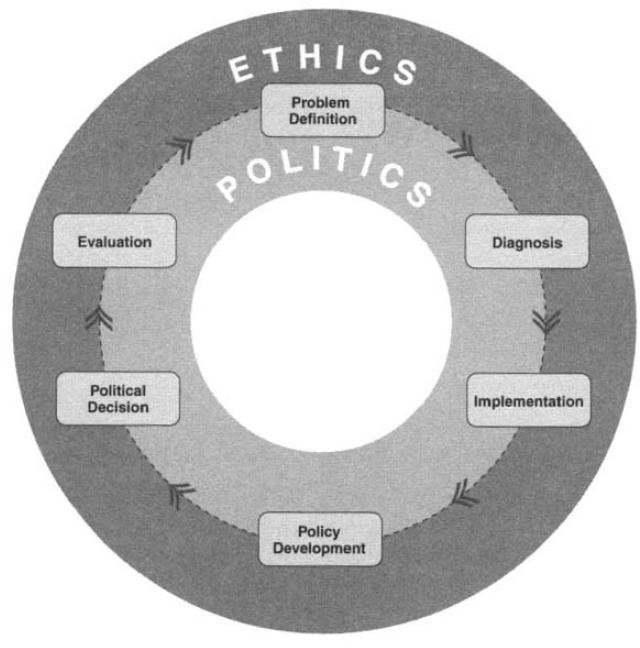 ETHICS
Problem
Definition
POLITICS
Evaluation
Diagnosis
Political
Decision
Implementation
Policy
Development